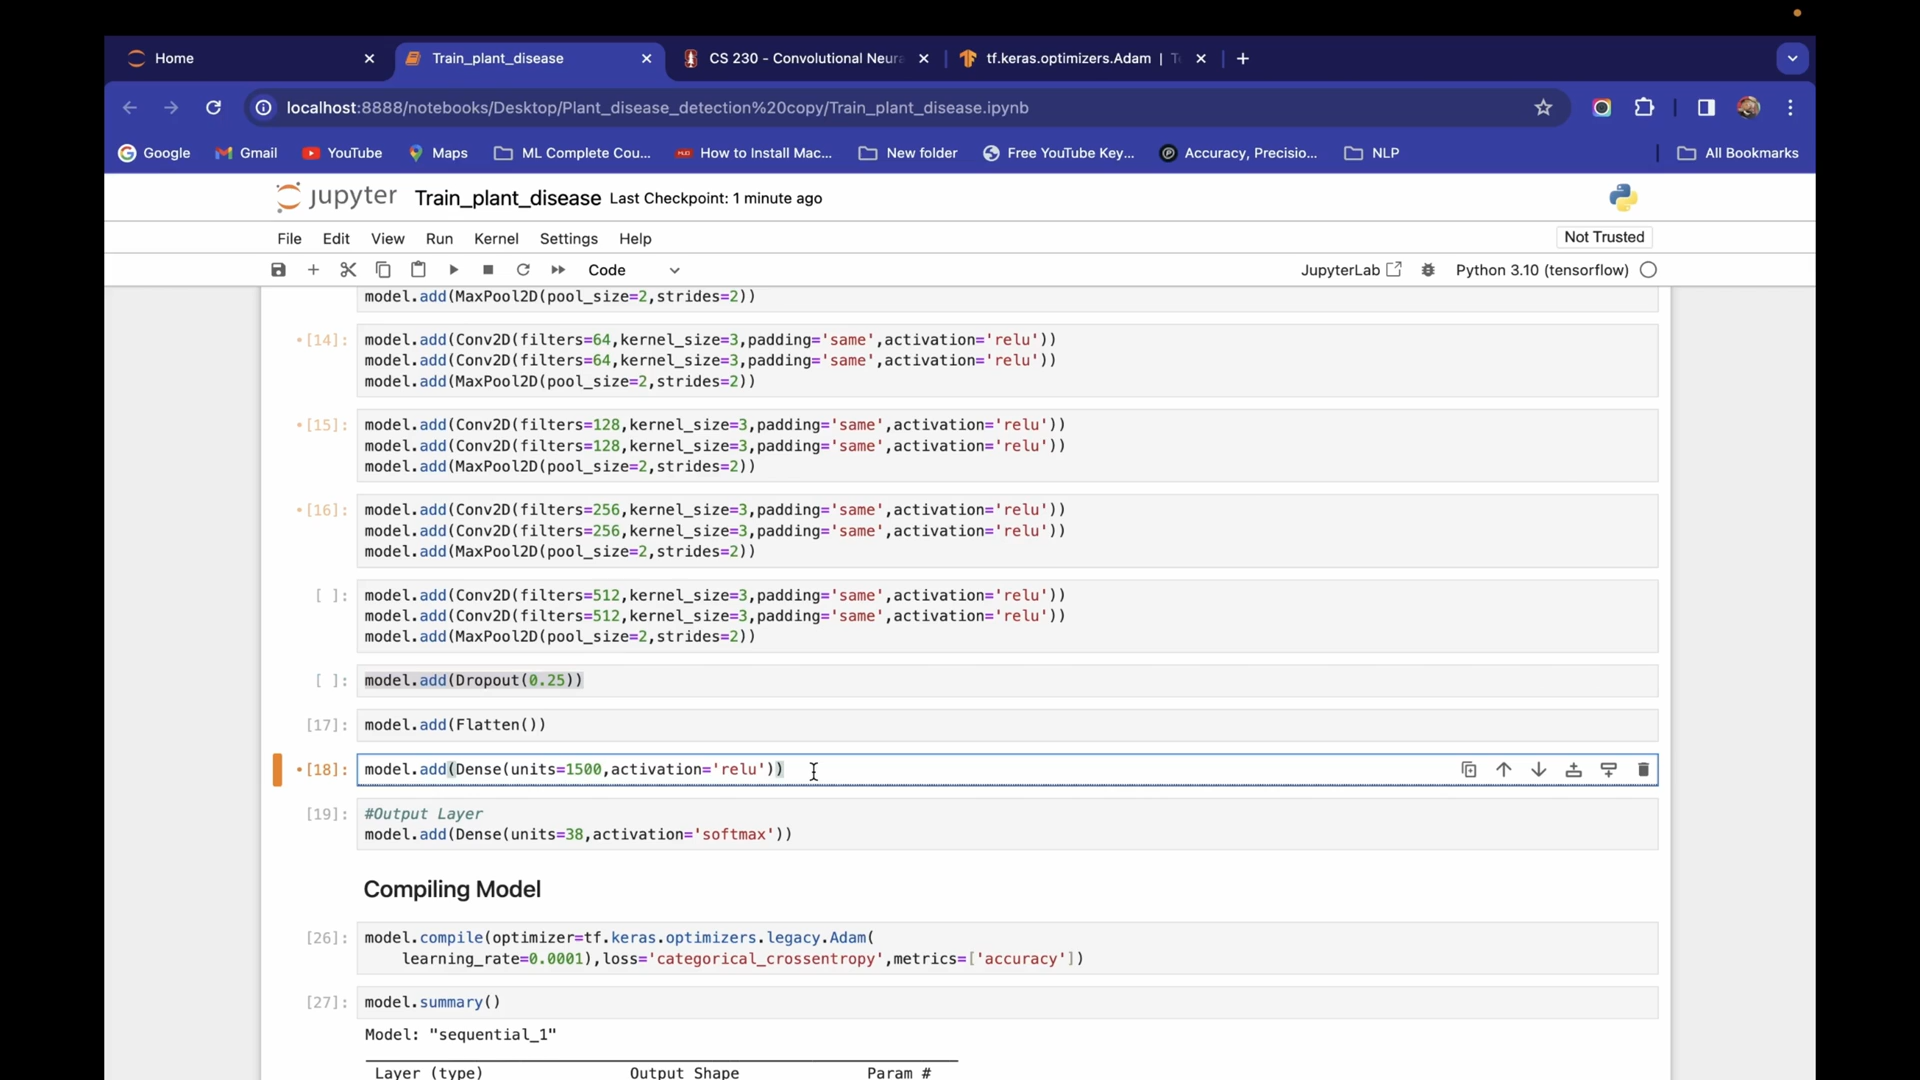 Home
Train_plant_disease
CS 230 - Convolutional Neura
tf.keras.optimizers.Adam |
localhost:8888/notebooks/Desktop/Plant_disease_detection%20copy/Train_plant_disease.ipynb
Google
Gmail
YouTube
Maps
ML Complete Cou...
How to Install Mac...
New folder
Free YouTube Key...
Accuracy, Precisio...
NLP
All Bookmarks
jupyter
Train_plant_disease
Last Checkpoint: 1 minute ago
File Edit View Run Kernel Settings Help
Not Trusted
Code
JupyterLab
Python 3.10 (tensorflow)
model.add(MaxPool2D(pool_size=2,strides=2))
[14]:
model.add(Conv2D(filters=64,kernel_size=3,padding='same',activation='relu'))
model.add(Conv2D(filters=64,kernel_size=3,padding='same',activation='relu'))
model.add(MaxPool2D(pool_size=2,strides=2))
[15]:
model.add(Conv2D(filters=128,kernel_size=3,padding='same',activation='relu'))
model.add(Conv2D(filters=128,kernel_size=3,padding='same',activation='relu'))
model.add(MaxPool2D(pool_size=2,strides=2))
[16]:
model.add(Conv2D(filters=256,kernel_size=3,padding='same',activation='relu'))
model.add(Conv2D(filters=256,kernel_size=3,padding='same',activation='relu'))
model.add(MaxPool2D(pool_size=2,strides=2))
[ ]:
model.add(Conv2D(filters=512,kernel_size=3,padding='same',activation='relu'))
model.add(Conv2D(filters=512,kernel_size=3,padding='same',activation='relu'))
model.add(MaxPool2D(pool_size=2,strides=2))
[ ]:
model.add(Dropout(0.25))
[17]:
model.add(Flatten())
[18]:
model.add(Dense(units=1500,activation='relu'))
[19]:
#Output Layer
model.add(Dense(units=38,activation='softmax'))
Compiling Model
[26]:
model.compile(optimizer=tf.keras.optimizers.legacy.Adam(
learning_rate=0.0001),loss='categorical_crossentropy',metrics=['accuracy'])
[27]:
model.summary()
Model: "sequential_1"
Layer (type) Output Shape Param #